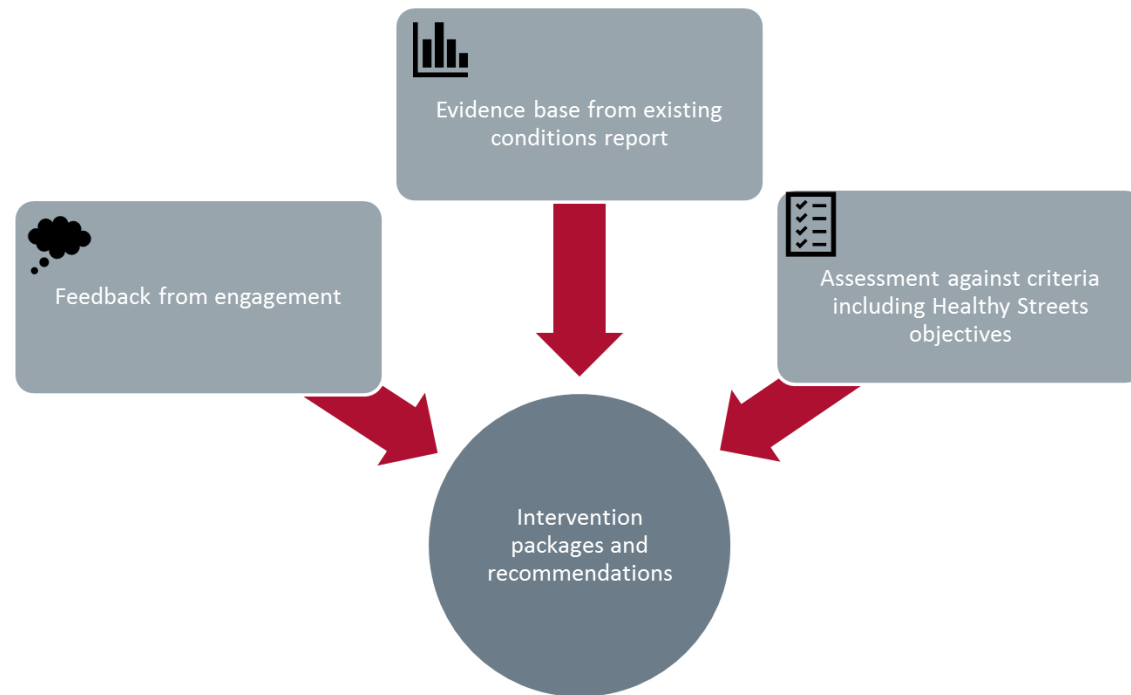 Evidence base from existing
conditions report
Feedback from engagement
Assessment against criteria
including Healthy Streets
objectives
Intervention
packages and
recommendations